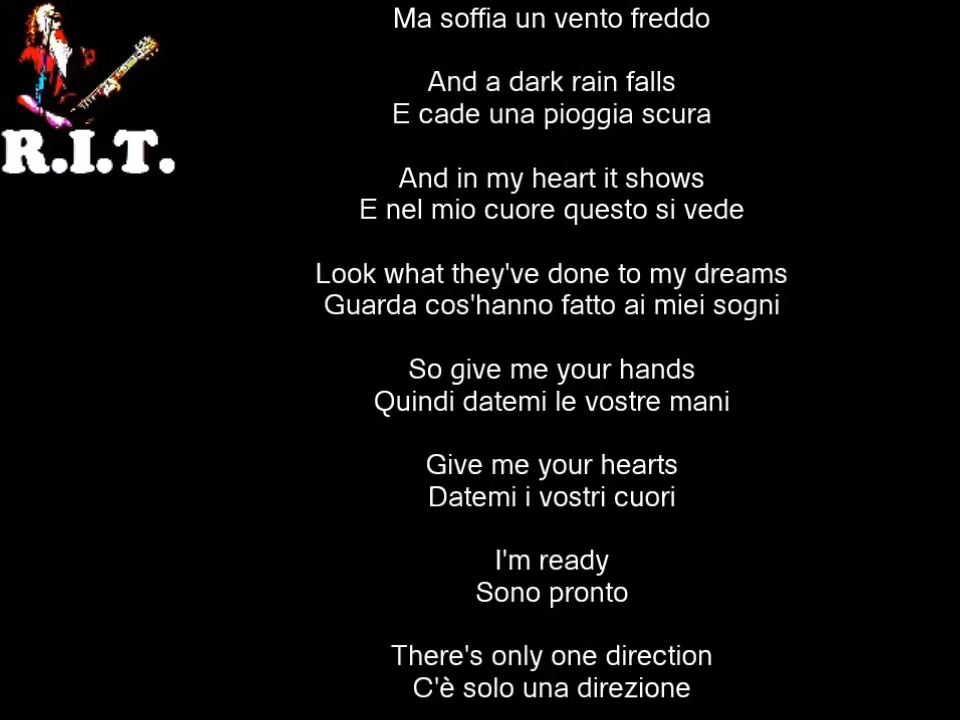 Ma soffia un vento freddo
And a dark rain falls
E cade una pioggia scura
And in my heart it shows
E nel mio cuore questo si vede
Look what they've done to my dreams
Guarda cos'hanno fatto ai miei sogni
So give me your hands
Quindi datemi le vostre mani
Give me your hearts
Datemi i vostri cuori
I'm ready
Sono pronto
There's only one direction
C'è solo una direzione
R.I.T.